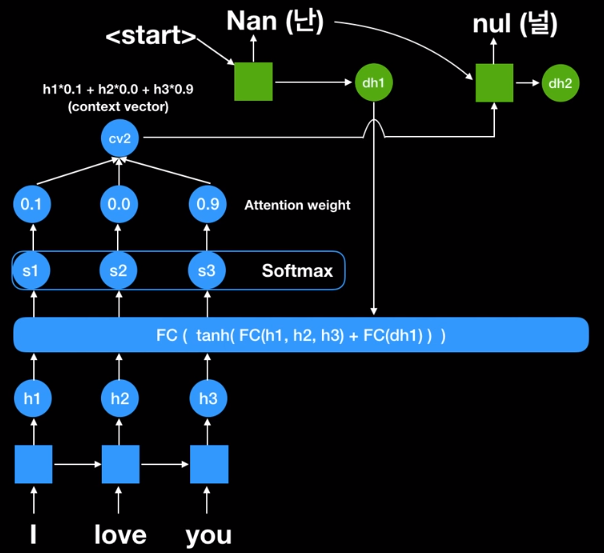 <start>
Nan (난)
nul (널)
dh1
dh2
h1*0.1 + h2*0.0 + h3*0.9
(context vector)
cv2
0.1
0.0
0.9
Attention weight
s1
s2
s3
Softmax
FC ( tanh( FC(h1, h2, h3) + FC(dh1) ) )
h1
h2
h3
I
love
you